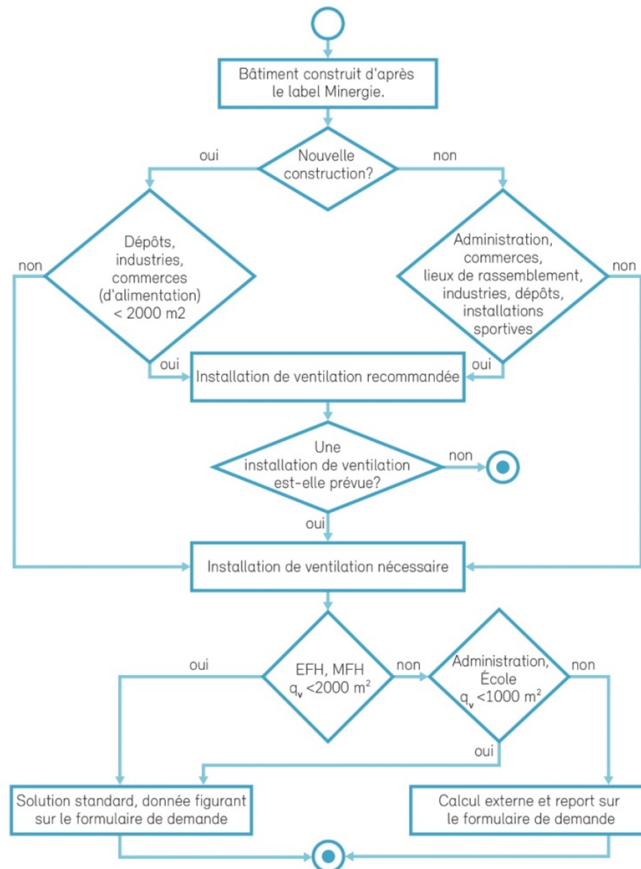 Bâtiment construit d'après
le label Minergie.
oui
Nouvelle
construction?
non
non
Dépôts,
industries,
commerces
(d'alimentation)
< 2000 m2
Administration,
commerces,
lieux de rassemblement,
industries, dépôts,
installations
sportives
non
oui
Installation de ventilation recommandée
oui
Une
installation de ventilation
est-elle prévue?
non
oui
Installation de ventilation nécessaire
oui
EFH, MFH
qv <2000 m²
non
Administration,
École
qv <1000 m²
non
oui
Solution standard, donnée figurant
sur le formulaire de demande
Calcul externe et report sur
le formulaire de demande